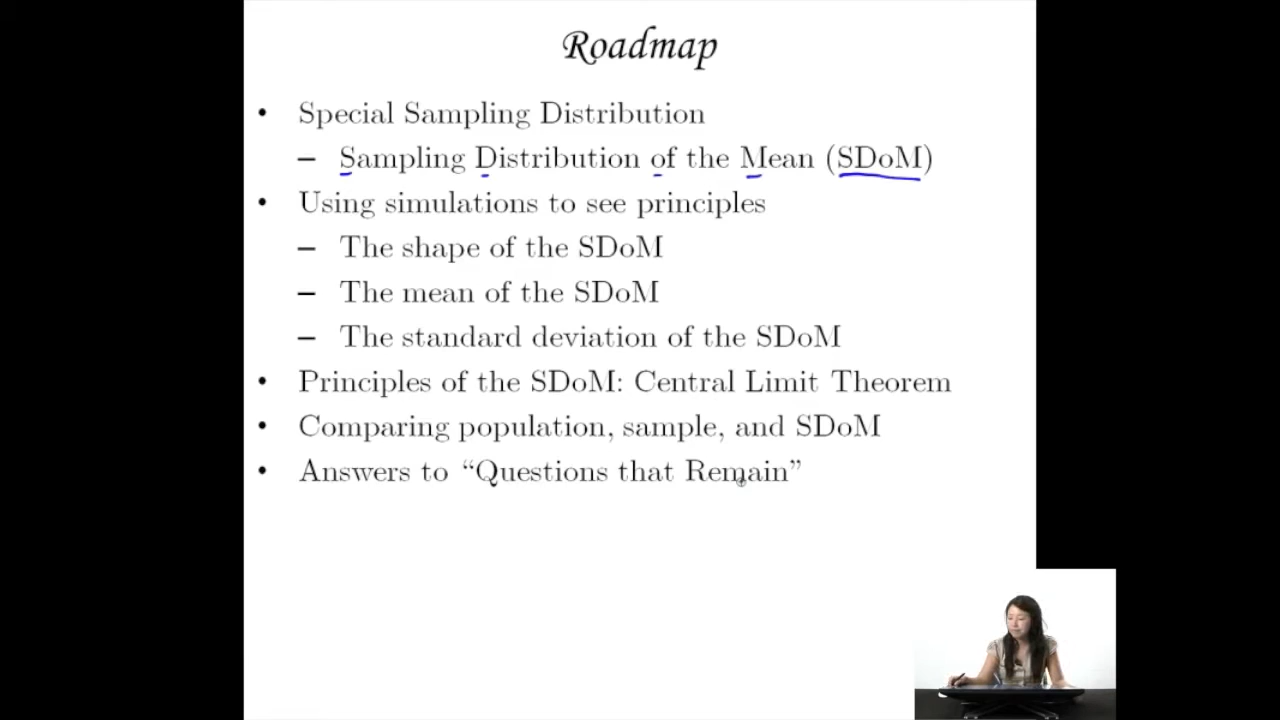 Roadmap
• Special Sampling Distribution
– Sampling Distribution of the Mean (SDoM)
• Using simulations to see principles
– The shape of the SDoM
– The mean of the SDoM
– The standard deviation of the SDoM
• Principles of the SDoM: Central Limit Theorem
• Comparing population, sample, and SDoM
• Answers to “Questions that Remain”